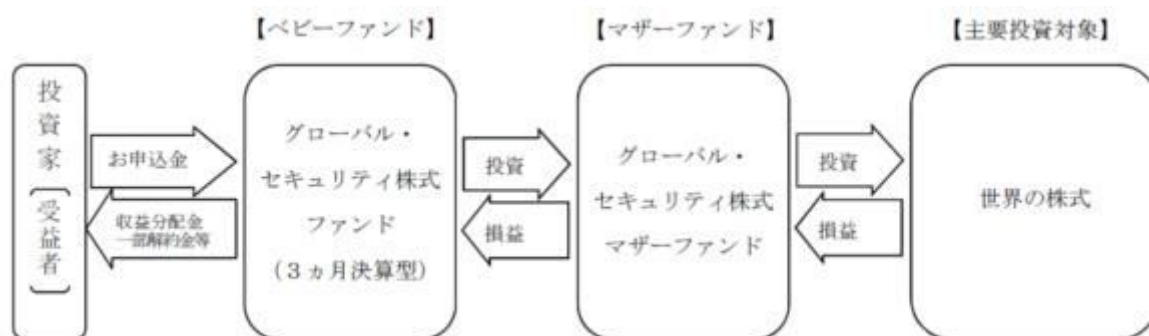 【ベビーファンド】
【マザーファンド】
【主要投資対象】
投資家〔受益者〕
お申込金
収益分配金
一部解約金等
グローバル・
セキュリティ株式
ファンド
(3ヵ月決算型)
投資
損益
グローバル・
セキュリティ株式
マザーファンド
投資
損益
世界の株式